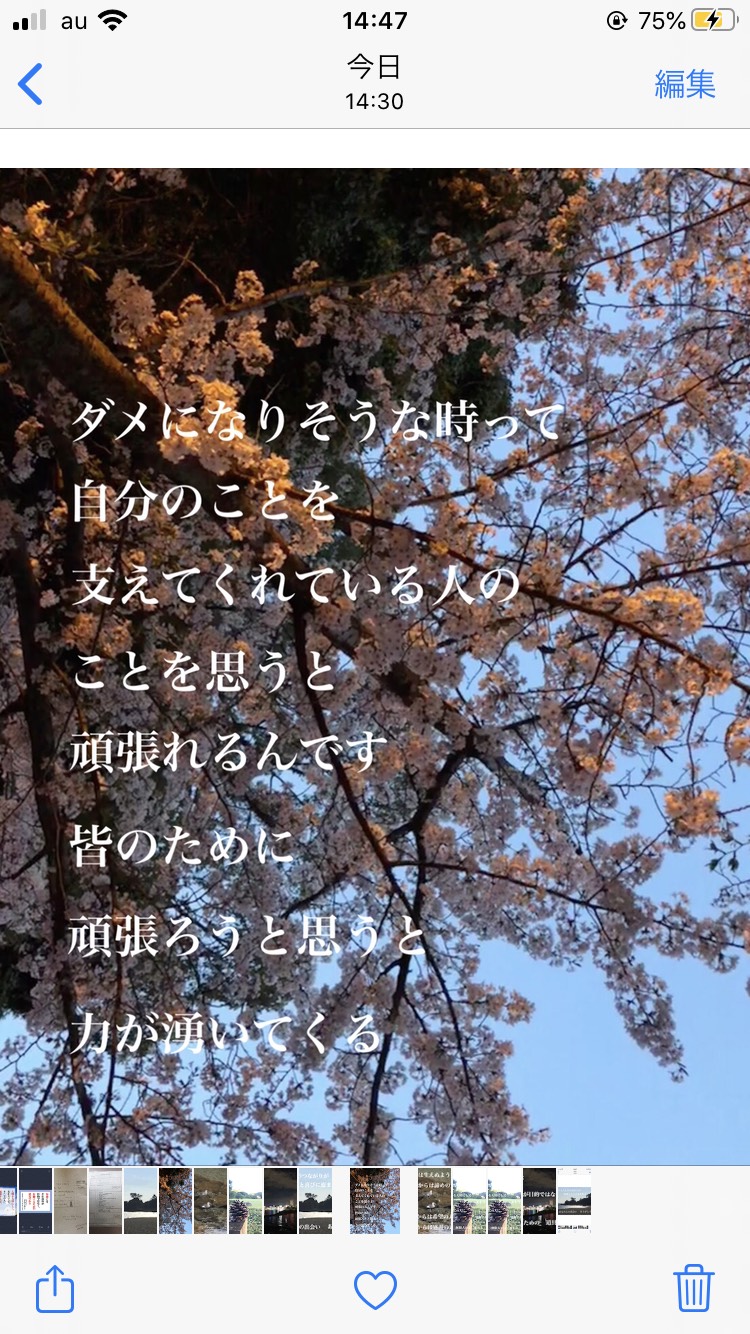 au
14:47
75%
今日
14:30
編集
ダメになりそうな時って
自分のことを
支えてくれている人の
ことを思うと
頑張れるんです
皆のために
頑張ろうと思うと
力が湧いてくる